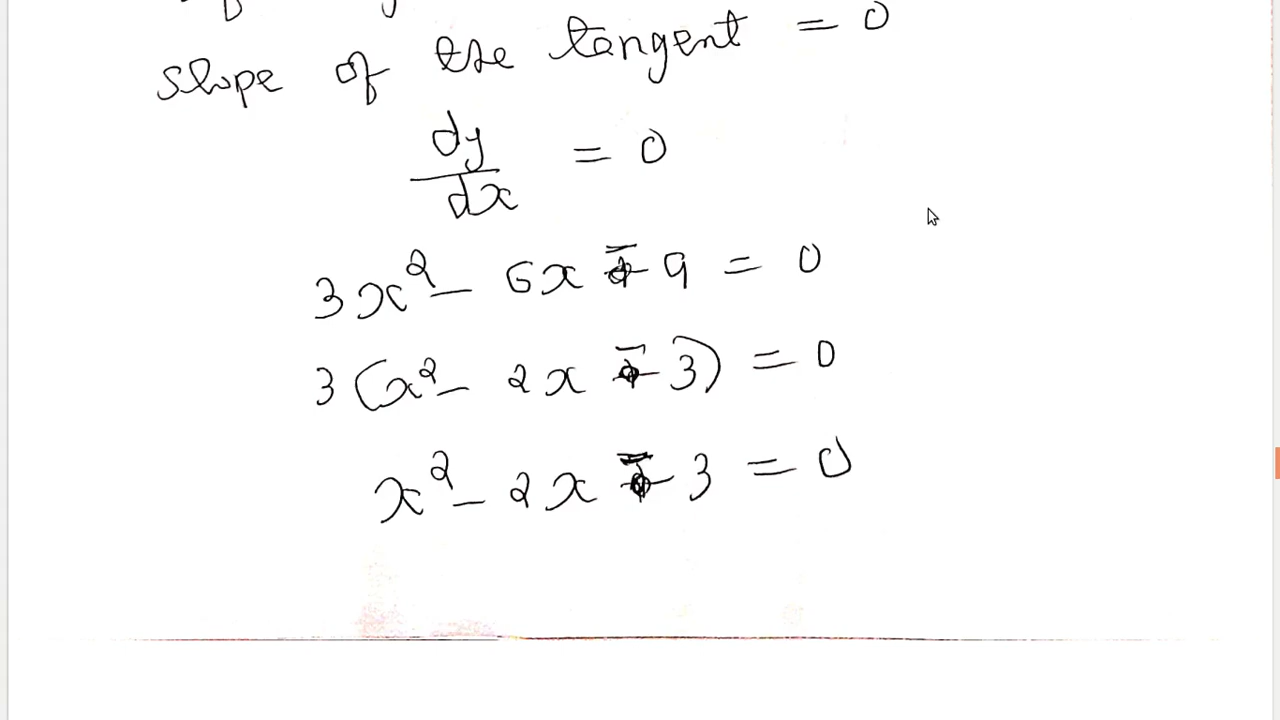 slope of the tangent = 0
dy/dx = 0
3x² - 6x - 9 = 0
3(x² - 2x - 3) = 0
x² - 2x - 3 = 0